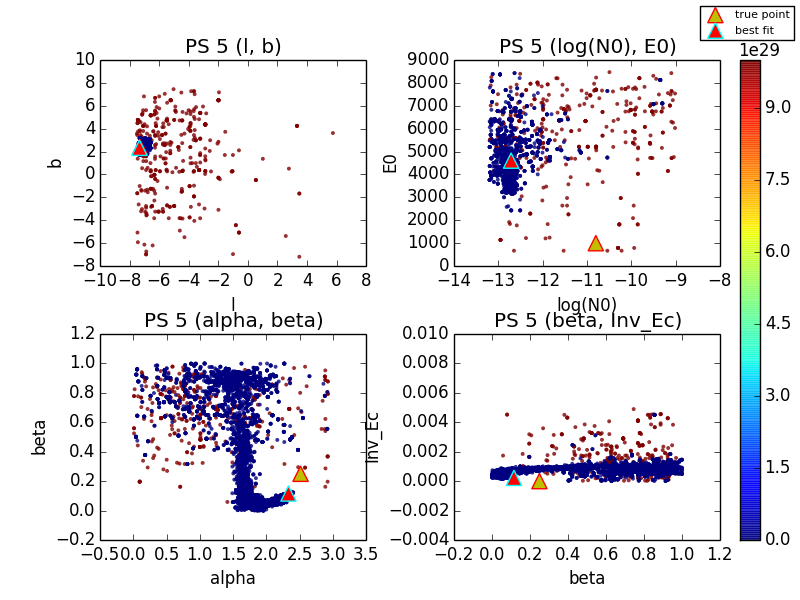 true point
best fit
PS 5 (l, b)
PS 5 (log(N0), E0)
1e29
10
8
6
4
2
0
−2
−4
−6
−8
b
−10 −8 −6 −4 −2 0 2 4 6 8
l
9000
8000
7000
6000
5000
4000
3000
2000
1000
0
E0
−14 −13 −12 −11 −10 −9 −8
log(N0)
9.0
7.5
6.0
4.5
3.0
1.5
0.0
PS 5 (alpha, beta)
PS 5 (beta, Inv_Ec)
1.2
1.0
0.8
0.6
0.4
0.2
0.0
−0.2
beta
−0.5 0.0 0.5 1.0 1.5 2.0 2.5 3.0 3.5
alpha
0.010
0.008
0.006
0.004
0.002
0.000
−0.002
−0.004
Inv_Ec
−0.2 0.0 0.2 0.4 0.6 0.8 1.0 1.2
beta